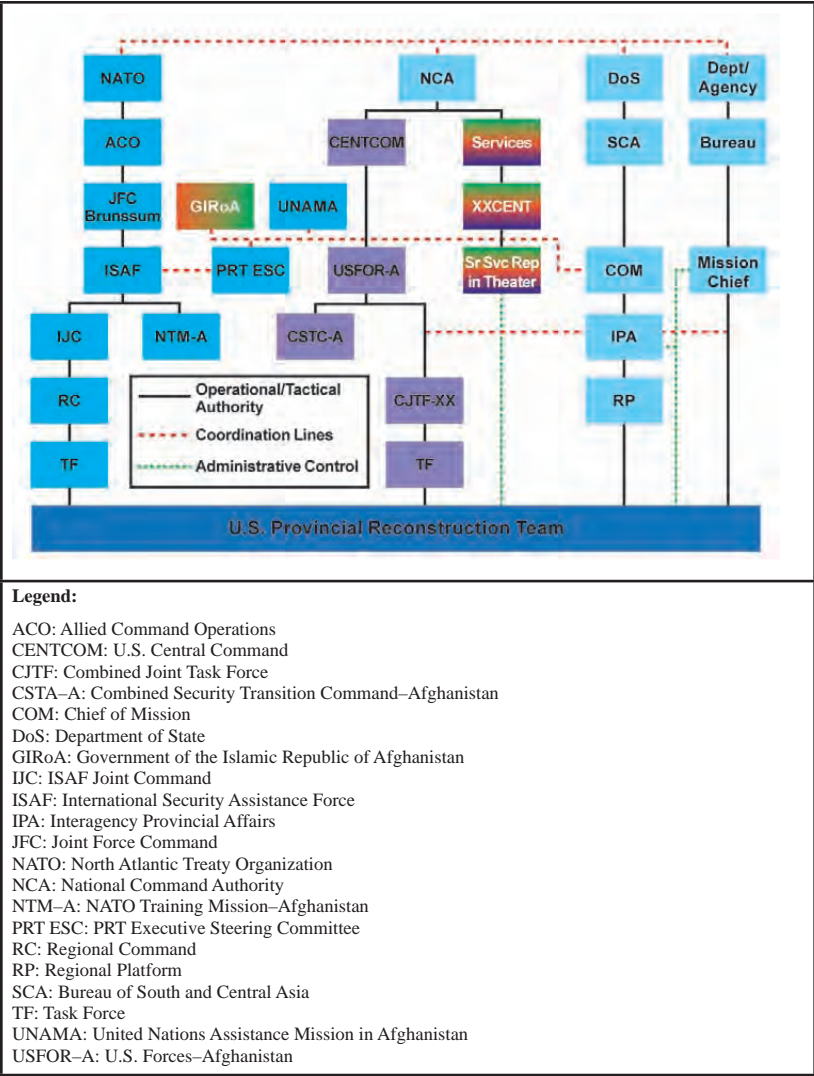 NATO
NCA
DoS
Dept/
Agency
ACO
CENTCOM
Services
SCA
Bureau
JFC
Brunssum
GIRoA
UNAMA
XXCENT
ISAF
PRT ESC
USFOR-A
Sr Svc Rep
in Theater
COM
Mission
Chief
IJC
NTM-A
CSTC-A
IPA
RC
CJTF-XX
RP
TF
TF
Operational/Tactical
Authority
Coordination Lines
Administrative Control
U.S. Provincial Reconstruction Team
Legend:
ACO: Allied Command Operations
CENTCOM: U.S. Central Command
CJTF: Combined Joint Task Force
CSTA–A: Combined Security Transition Command–Afghanistan
COM: Chief of Mission
DoS: Department of State
GIRoA: Government of the Islamic Republic of Afghanistan
IJC: ISAF Joint Command
ISAF: International Security Assistance Force
IPA: Interagency Provincial Affairs
JFC: Joint Force Command
NATO: North Atlantic Treaty Organization
NCA: National Command Authority
NTM–A: NATO Training Mission–Afghanistan
PRT ESC: PRT Executive Steering Committee
RC: Regional Command
RP: Regional Platform
SCA: Bureau of South and Central Asia
TF: Task Force
UNAMA: United Nations Assistance Mission in Afghanistan
USFOR–A: U.S. Forces–Afghanistan